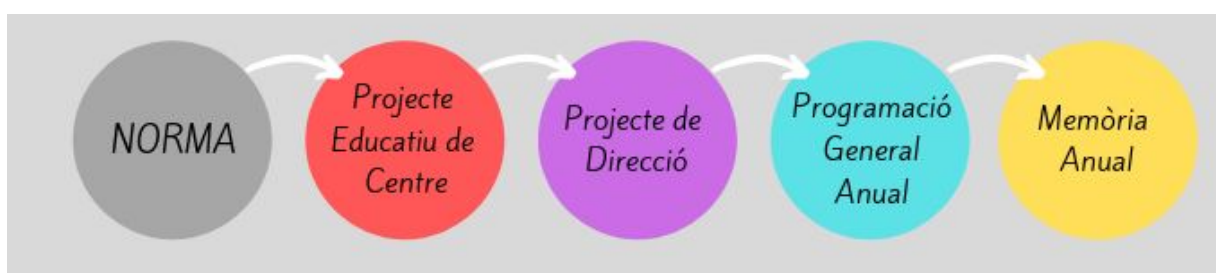 NORMA
Projecte
Educatiu de
Centre
Projecte de
Direcció
Programació
General
Anual
Memòria
Anual